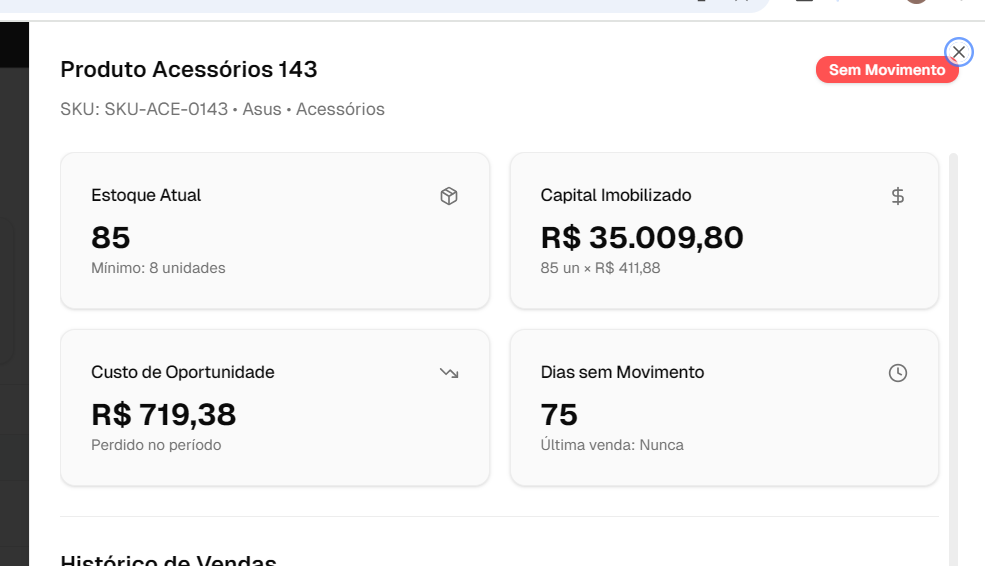 Produto Acessórios 143
Sem Movimento
SKU: SKU-ACE-0143 • Asus • Acessórios
Estoque Atual
85
Mínimo: 8 unidades
Capital Imobilizado
R$ 35.009,80
85 un × R$ 411,88
Custo de Oportunidade
R$ 719,38
Perdido no período
Dias sem Movimento
75
Última venda: Nunca
Histórico de Vendas